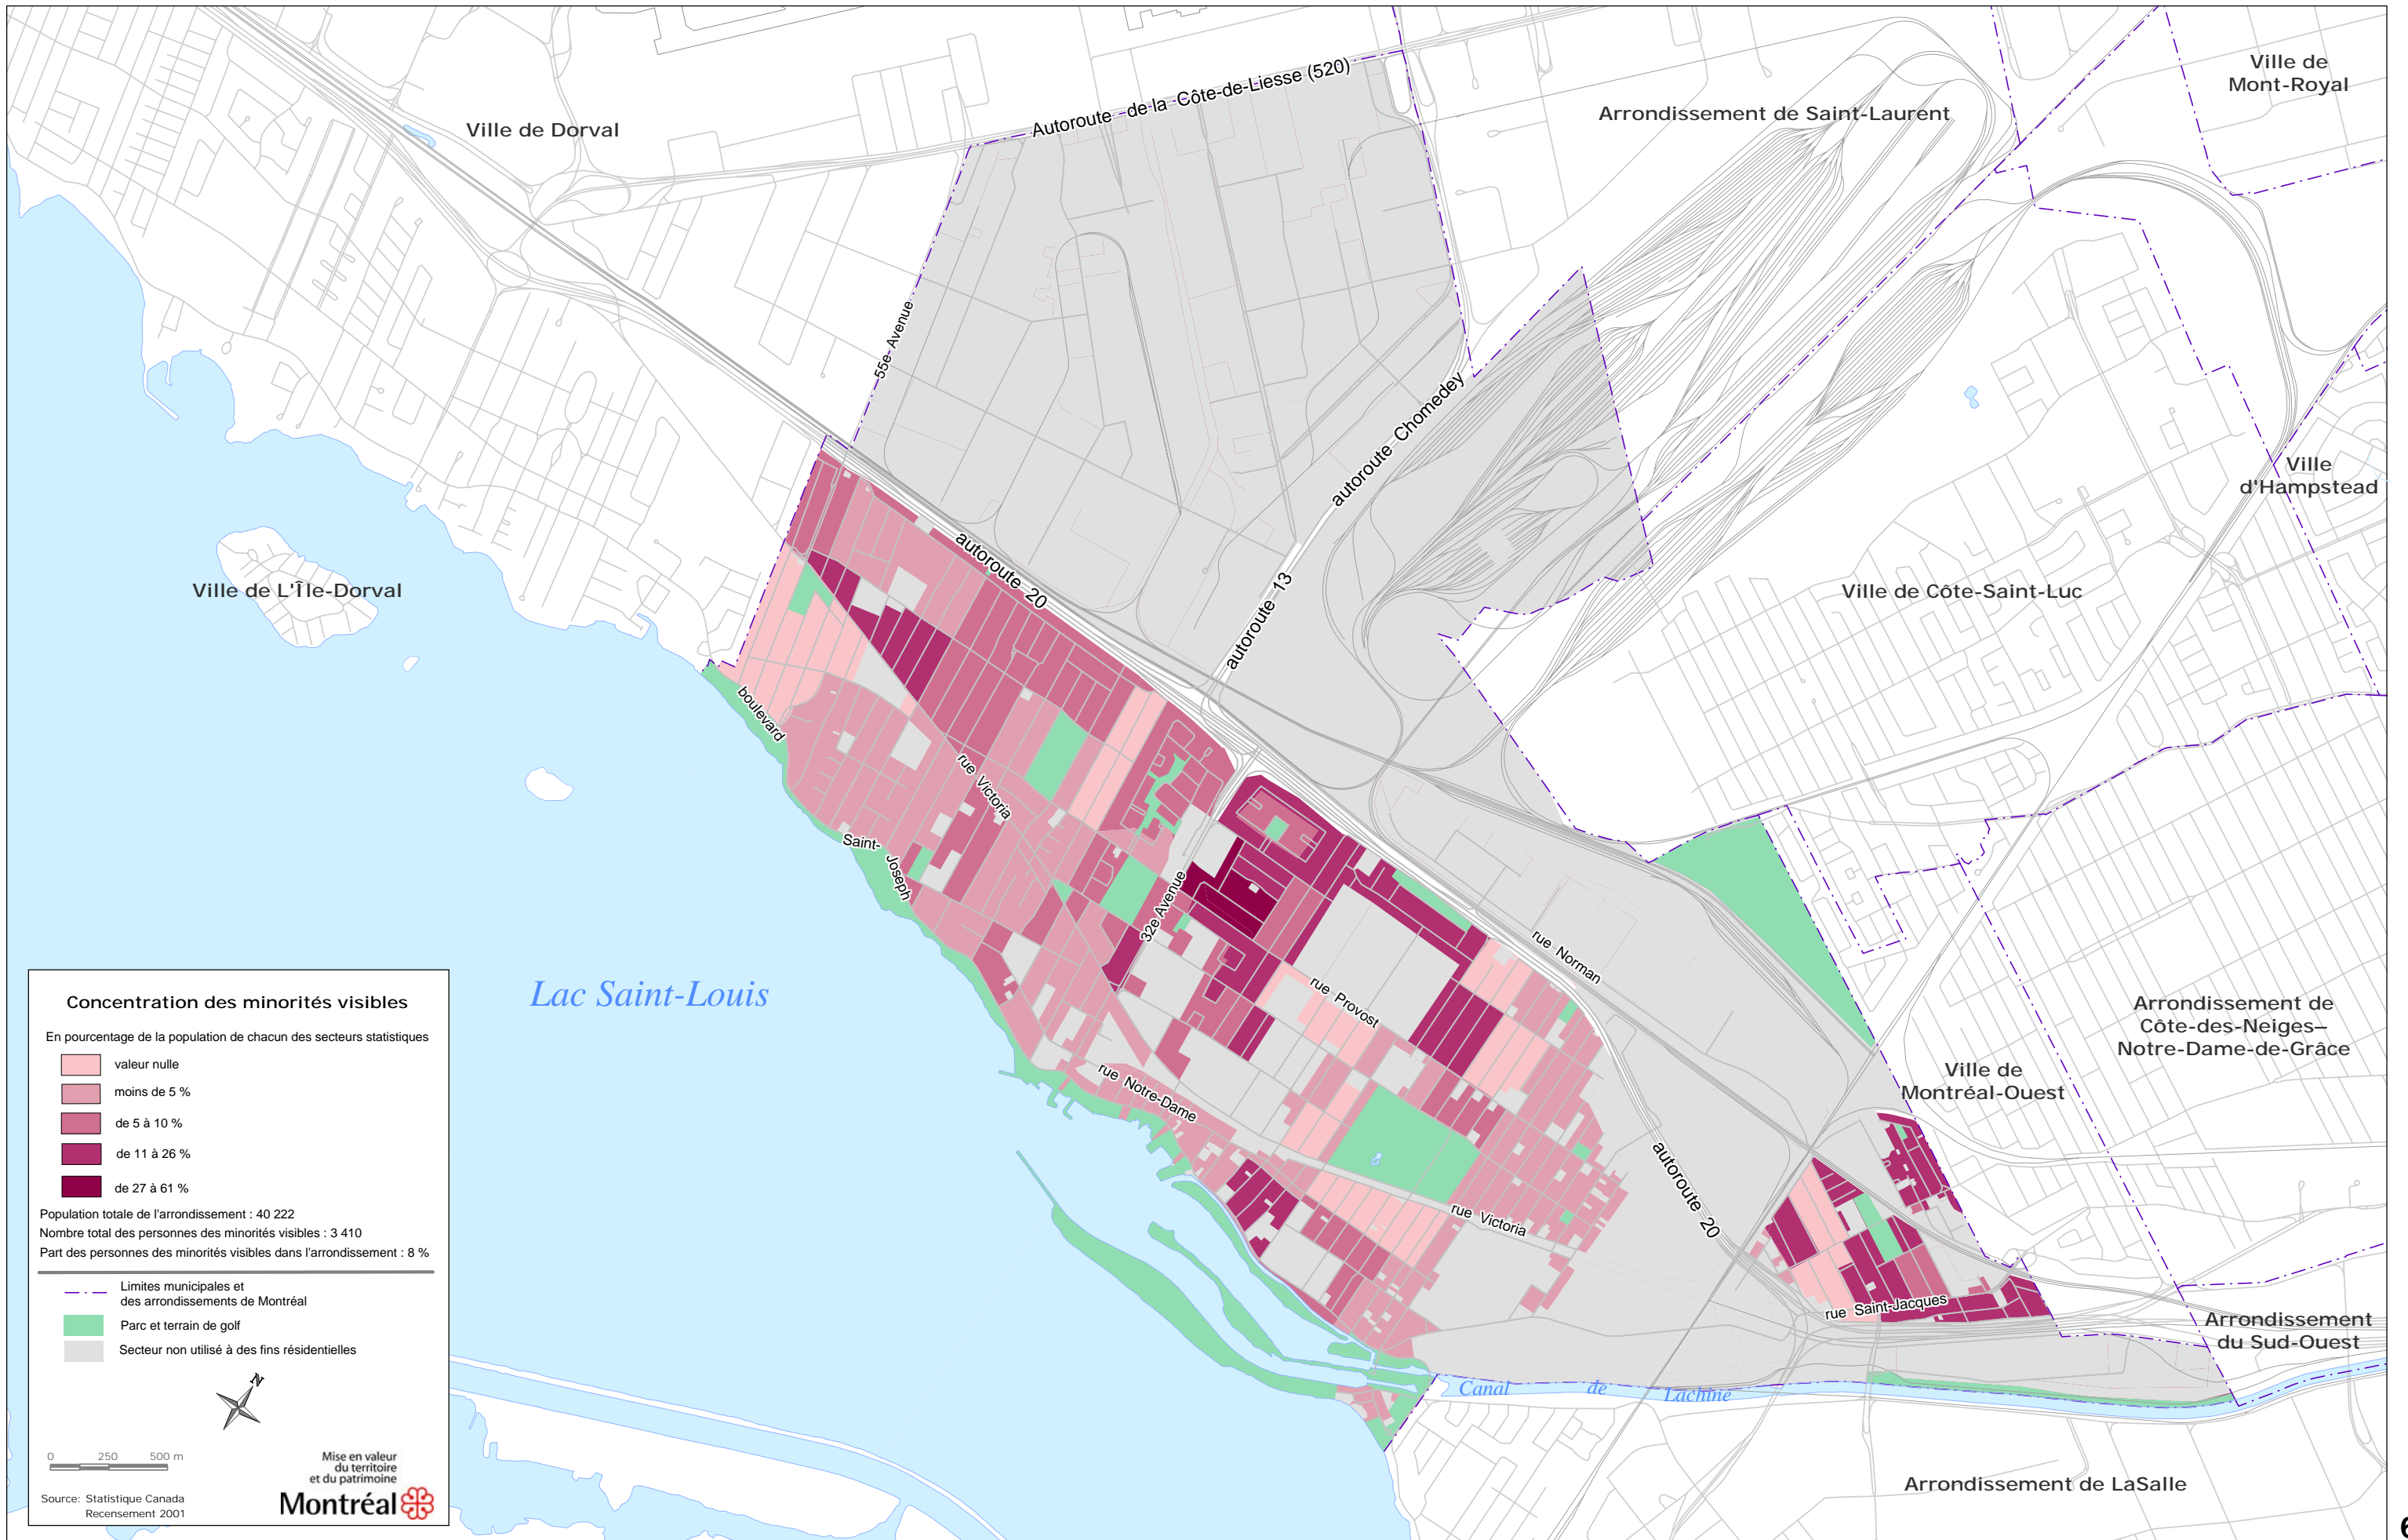 Ville de
Mont-Royal
Autoroute de la Côte-de-Liesse (520)
Arrondissement de Saint-Laurent
Ville de Dorval
55e Avenue
autoroute Chomedey
Ville
d'Hampstead
autoroute 20
autoroute 13
Ville de L'Île-Dorval
Ville de Côte-Saint-Luc
boulevard
Saint-Joseph
rue Victoria
32e Avenue
rue Norman
rue Provost
Lac Saint-Louis
Arrondissement de
Côte-des-Neiges–
Notre-Dame-de-Grâce
Ville de
Montréal-Ouest
rue Notre-Dame
autoroute 20
rue Victoria
rue Saint-Jacques
Arrondissement
du Sud-Ouest
Canal de Lachine
Arrondissement de LaSalle
Concentration des minorités visibles
En pourcentage de la population de chacun des secteurs statistiques
valeur nulle
moins de 5 %
de 5 à 10 %
de 11 à 26 %
de 27 à 61 %
Population totale de l'arrondissement : 40 222
Nombre total des personnes des minorités visibles : 3 410
Part des personnes des minorités visibles dans l'arrondissement : 8 %
Limites municipales et
des arrondissements de Montréal
Parc et terrain de golf
Secteur non utilisé à des fins résidentielles
N
0 250 500 m
Mise en valeur
du territoire
et du patrimoine
Montréal
Source: Statistique Canada
Recensement 2001